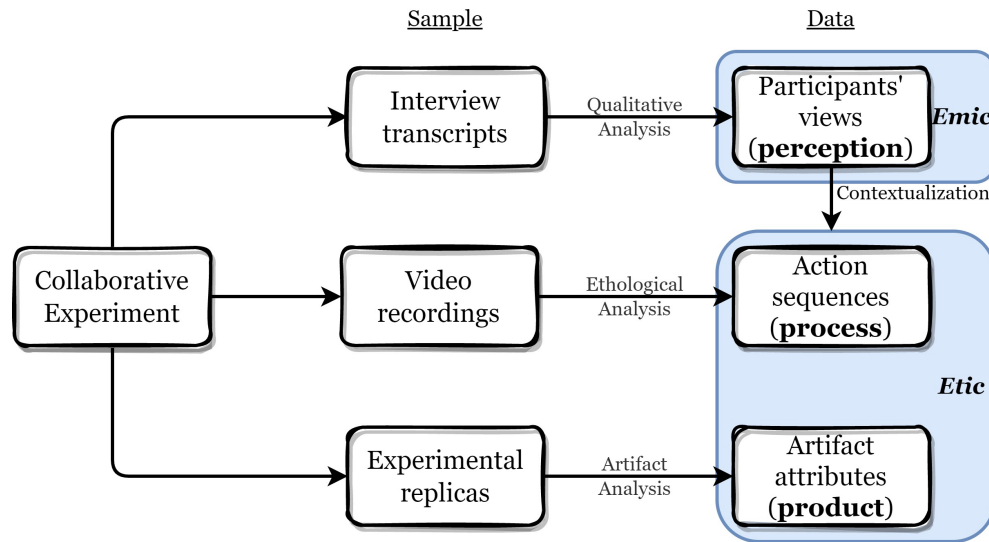 Sample
Data
Interview
transcripts
Qualitative
Analysis
Participants'
views
(perception)
Emic
Contextualization
Collaborative
Experiment
Video
recordings
Ethological
Analysis
Action
sequences
(process)
Etic
Experimental
replicas
Artifact
Analysis
Artifact
attributes
(product)